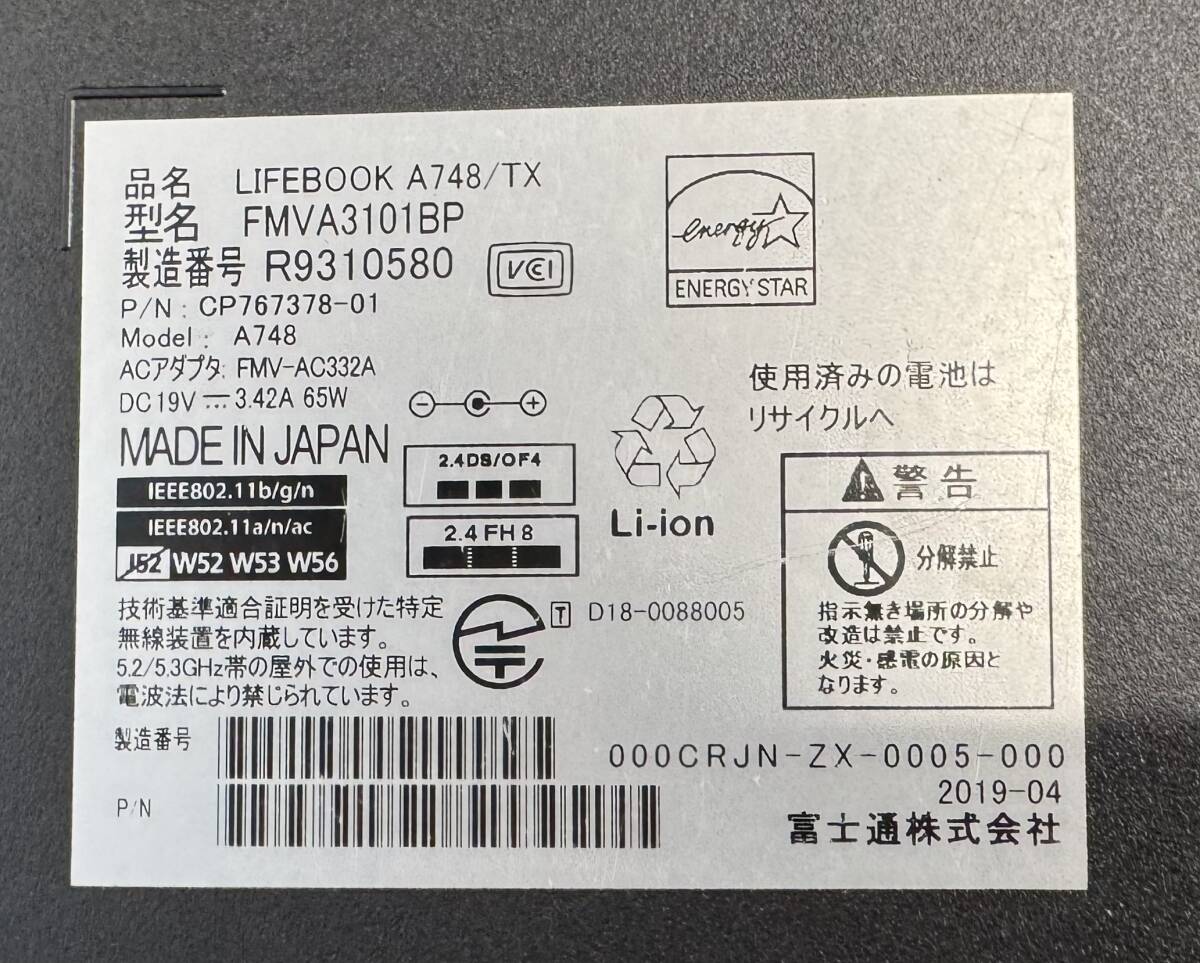 品名 LIFEBOOK A748/TX
型名 FMVA3101BP
製造番号 R9310580
VCI
P/N : CP767378-01
Model : A748
ACアダプタ: FMV-AC332A
DC 19V 3.42A 65W
MADE IN JAPAN
IEEE802.11b/g/n
IEEE802.11a/n/ac
J52 W52 W53 W56
2.4DS/OF4
2.4 FH 8
energy
ENERGY STAR
使用済みの電池は
リサイクルへ
Li-ion
警告
分解禁止
指示無き場所の分解や
改造は禁止です。
火災・感電の原因と
なります。
技術基準適合証明を受けた特定
無線装置を内蔵しています。
5.2/5.3GHz帯の屋外での使用は、
電波法により禁じられています。
T D18-0088005
製造番号
P/N
000CRJN-ZX-0005-000
2019-04
富士通株式会社